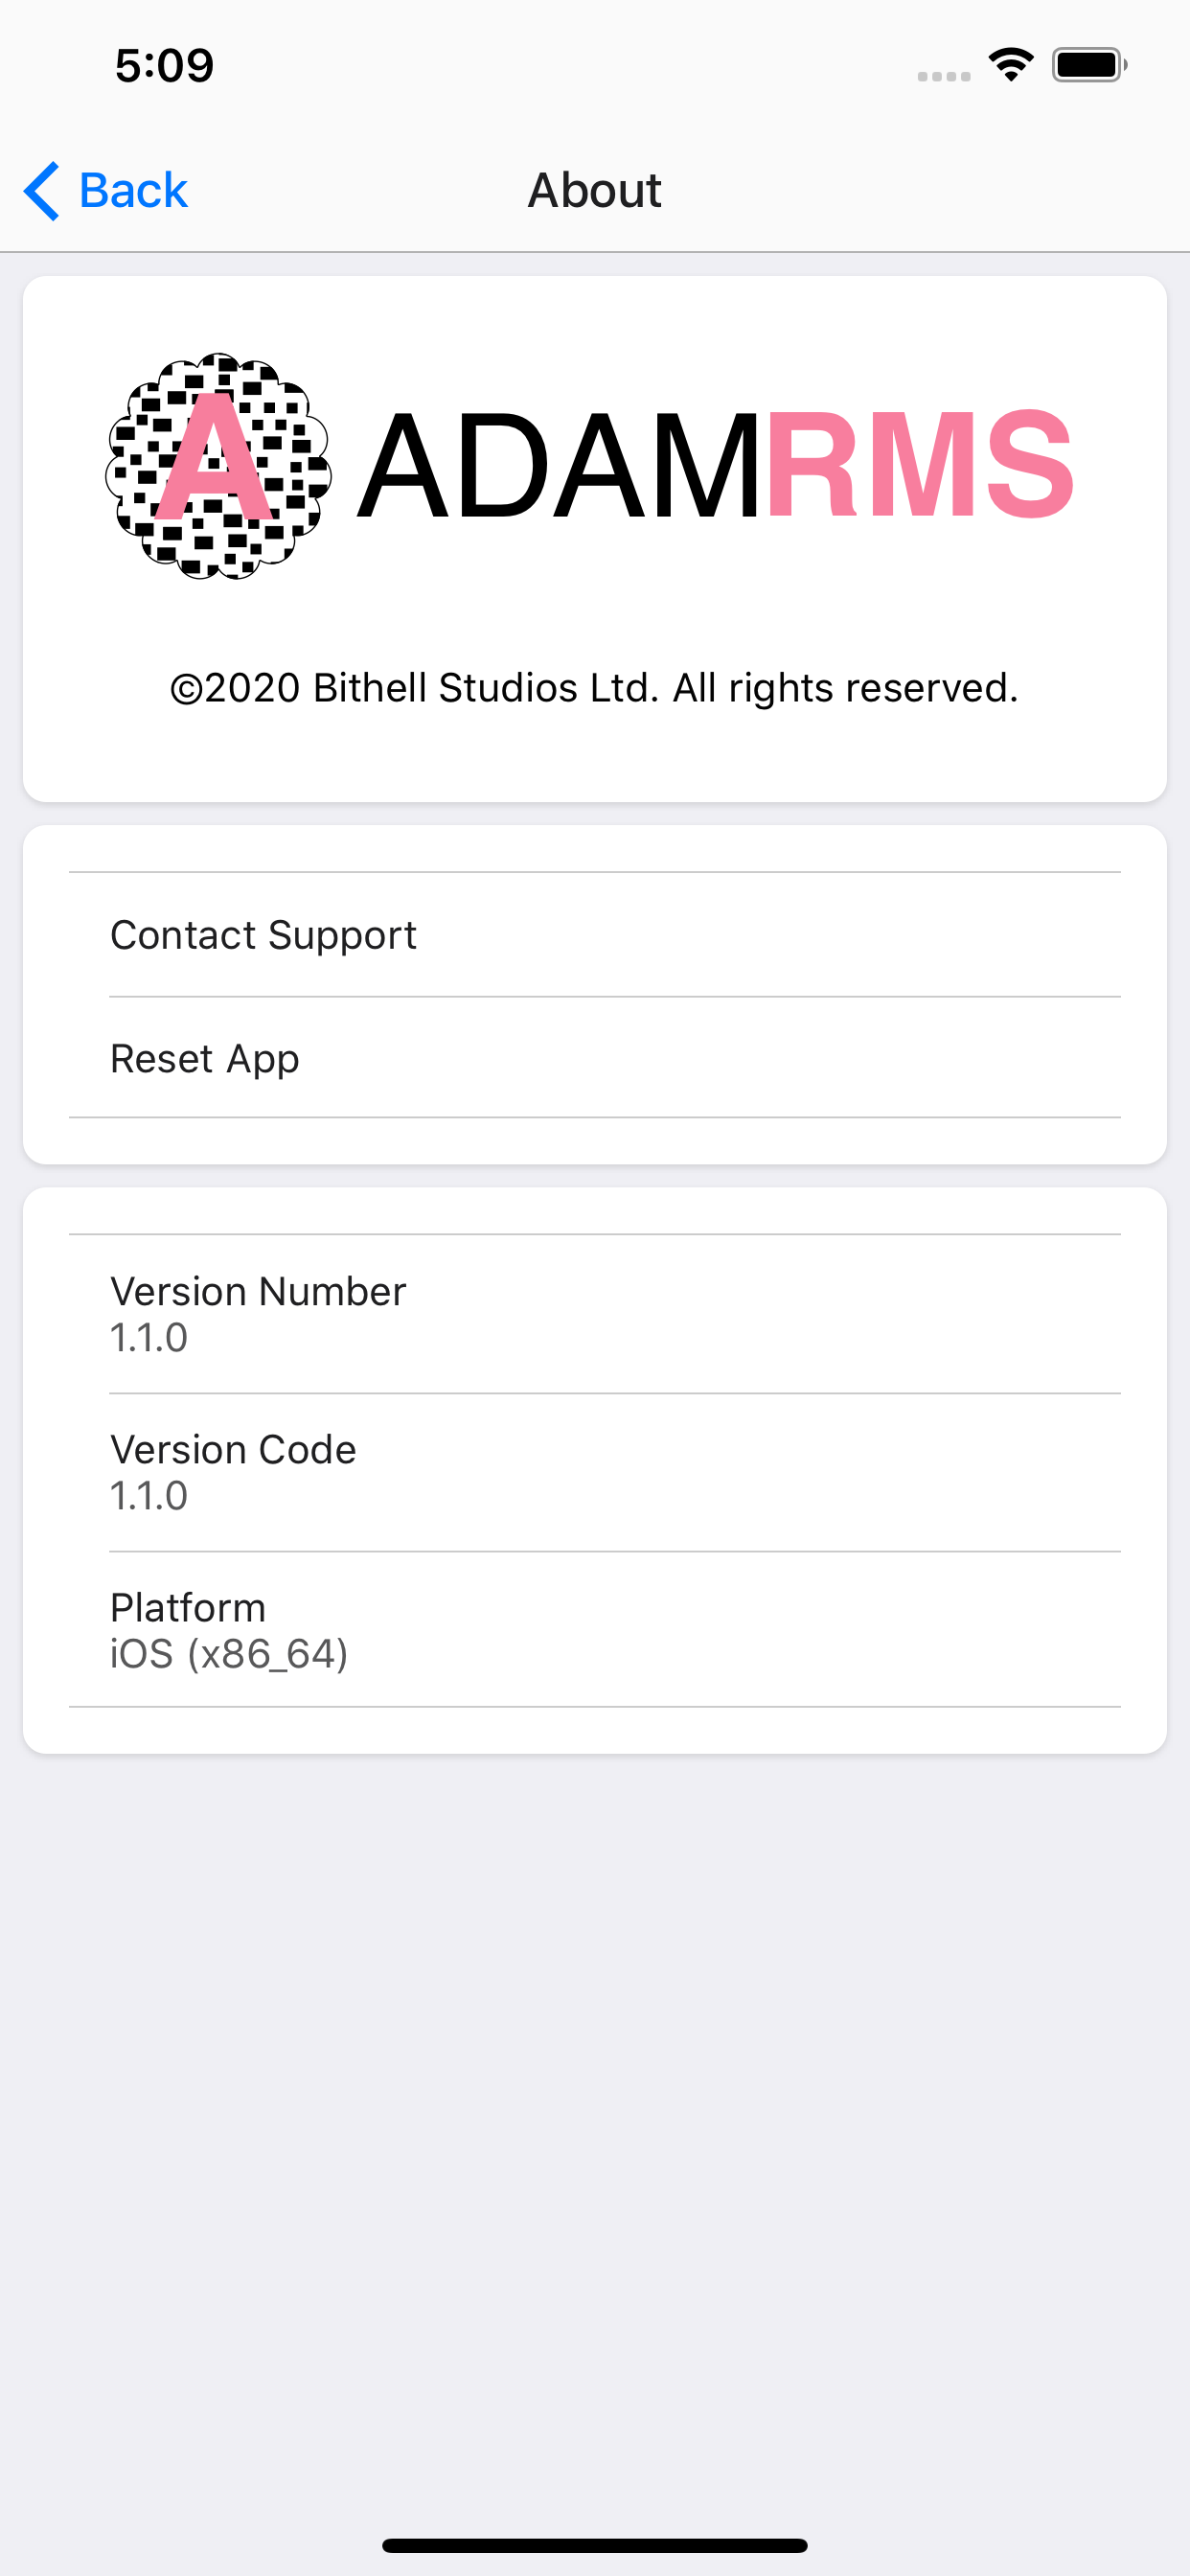 5:09
Back
About
A ADAMRMS
©2020 Bithell Studios Ltd. All rights reserved.
Contact Support
Reset App
Version Number
1.1.0
Version Code
1.1.0
Platform
iOS (x86_64)